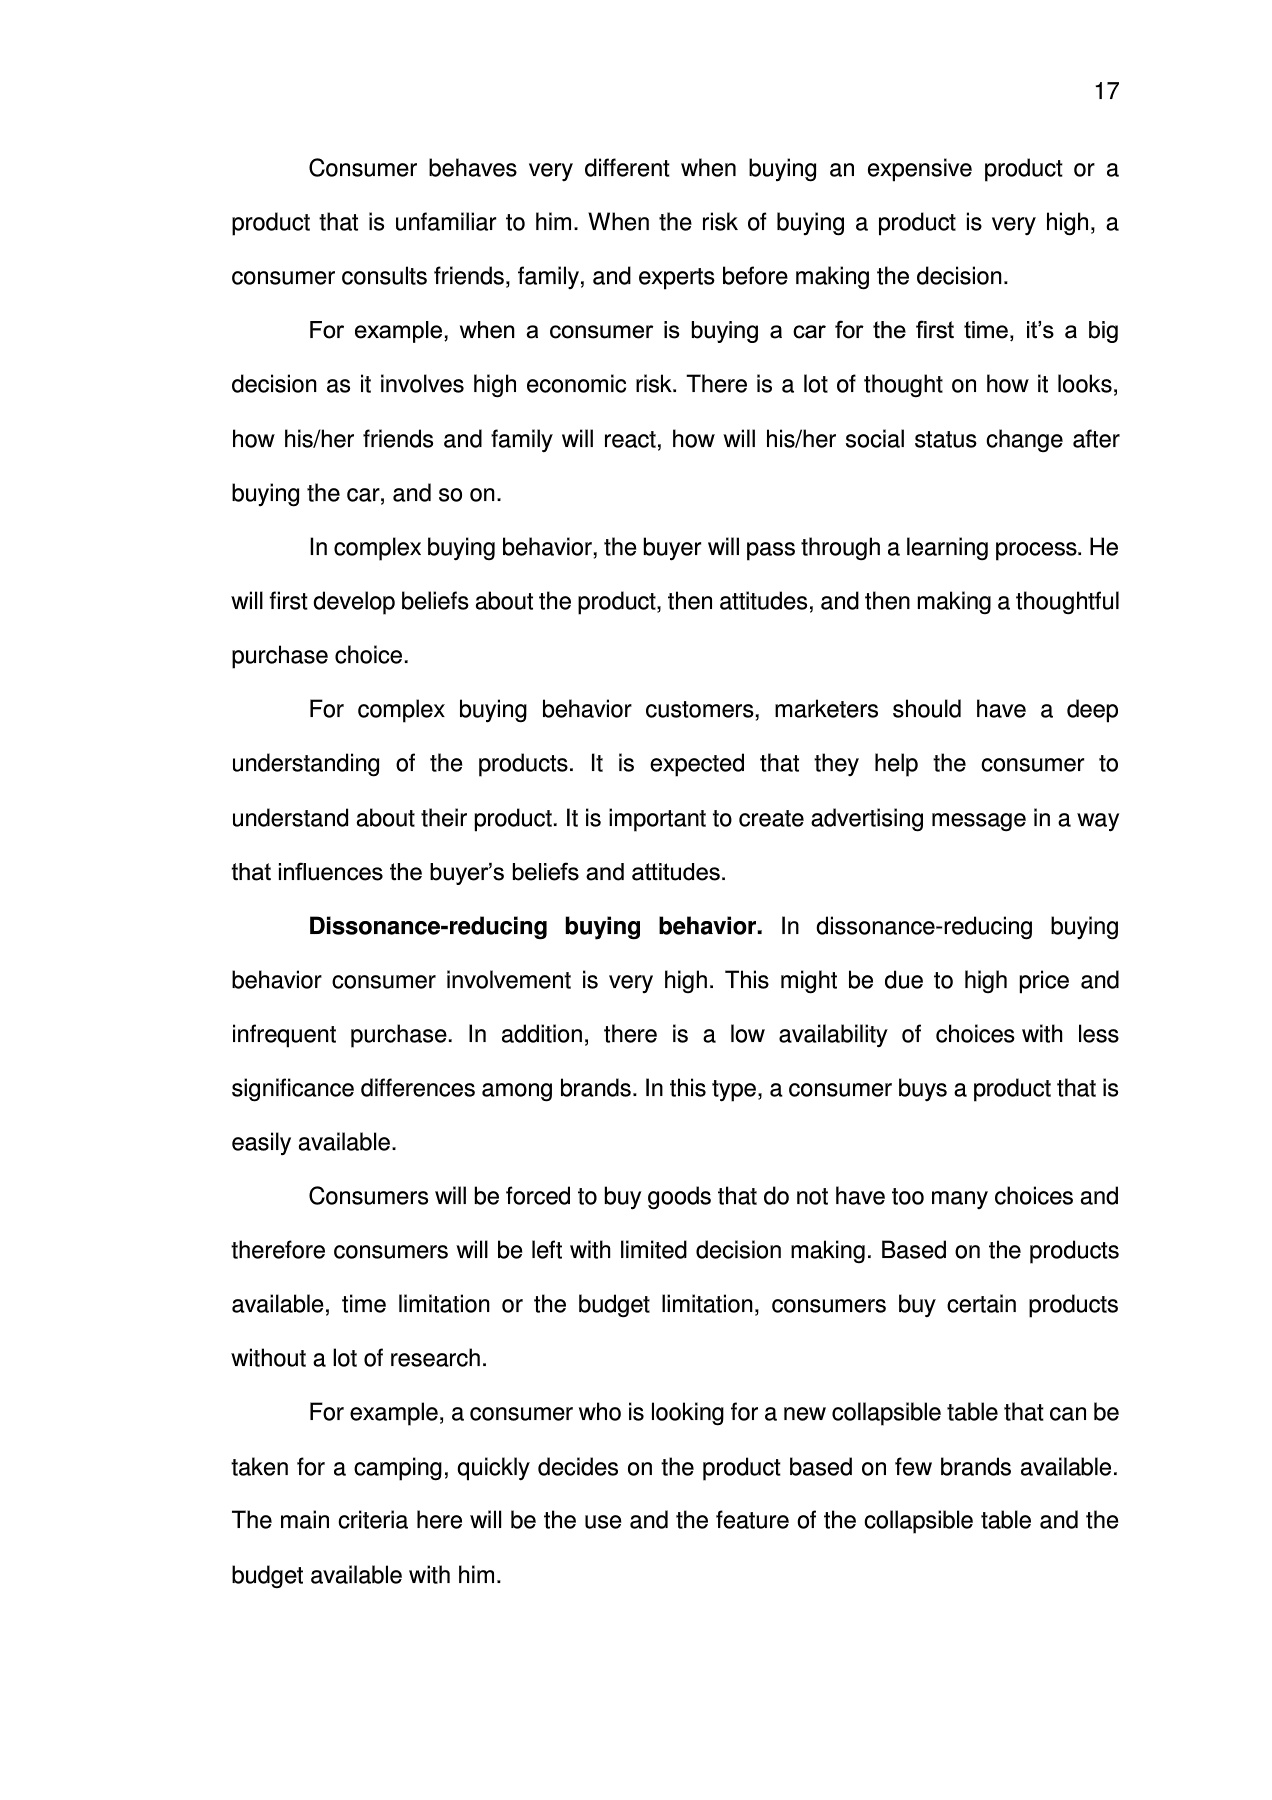 17
Consumer behaves very different when buying an expensive product or a
product that is unfamiliar to him. When the risk of buying a product is very high, a
consumer consults friends, family, and experts before making the decision.
For example, when a consumer is buying a car for the first time, it’s a big
decision as it involves high economic risk. There is a lot of thought on how it looks,
how his/her friends and family will react, how will his/her social status change after
buying the car, and so on.
In complex buying behavior, the buyer will pass through a learning process. He
will first develop beliefs about the product, then attitudes, and then making a thoughtful
purchase choice.
For complex buying behavior customers, marketers should have a deep
understanding of the products. It is expected that they help the consumer to
understand about their product. It is important to create advertising message in a way
that influences the buyer’s beliefs and attitudes.
Dissonance-reducing buying behavior. In dissonance-reducing buying
behavior consumer involvement is very high. This might be due to high price and
infrequent purchase. In addition, there is a low availability of choices with less
significance differences among brands. In this type, a consumer buys a product that is
easily available.
Consumers will be forced to buy goods that do not have too many choices and
therefore consumers will be left with limited decision making. Based on the products
available, time limitation or the budget limitation, consumers buy certain products
without a lot of research.
For example, a consumer who is looking for a new collapsible table that can be
taken for a camping, quickly decides on the product based on few brands available.
The main criteria here will be the use and the feature of the collapsible table and the
budget available with him.